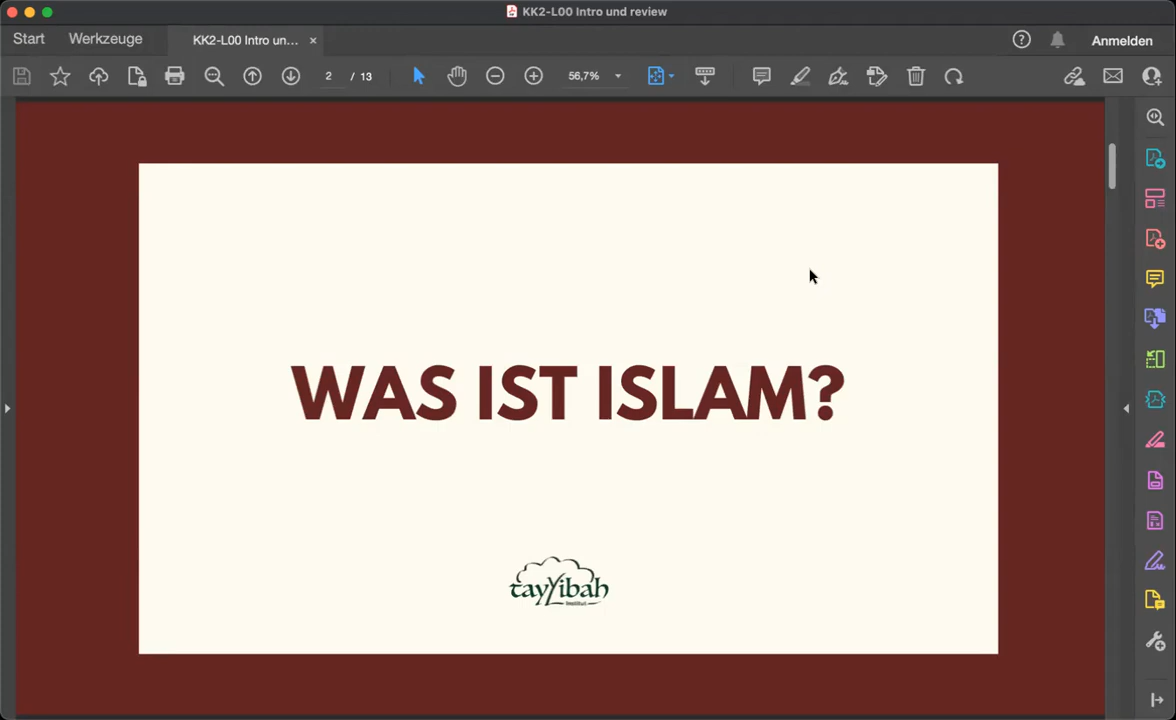 KK2-L00 Intro und review
Start Werkzeuge KK2-L00 Intro un... × Anmelden
2 / 13 56,7%
WAS IST ISLAM?
tayyibah
Institut